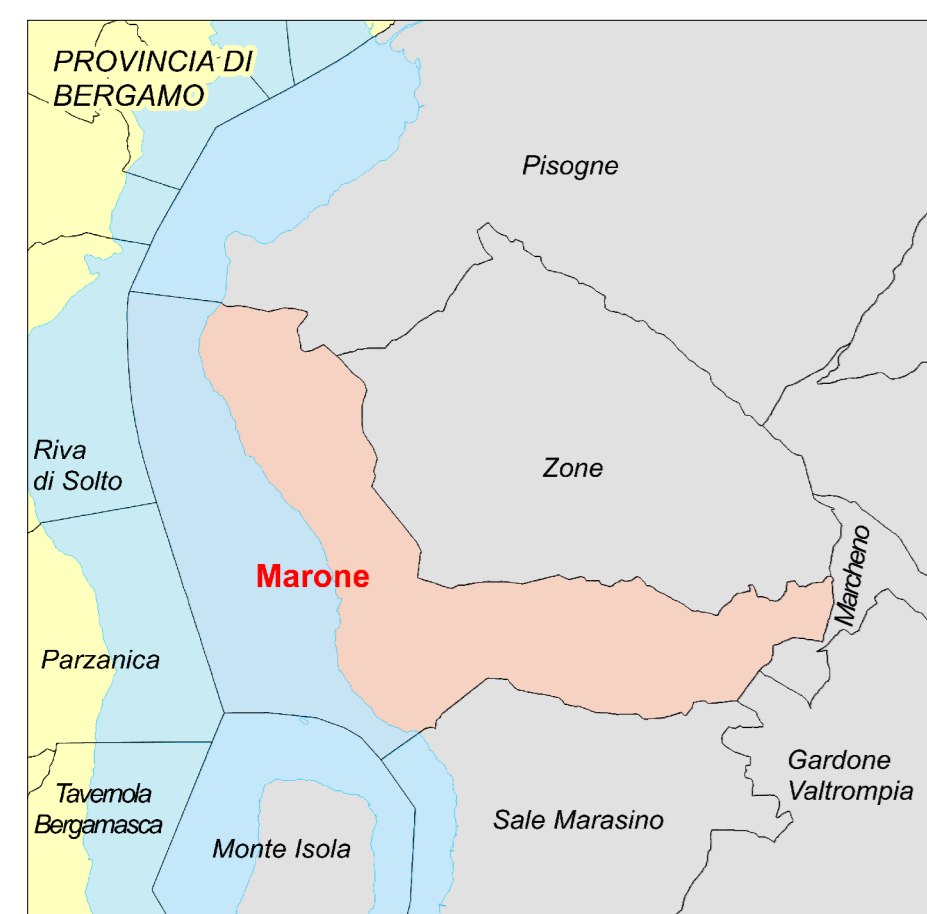 PROVINCIA DI
BERGAMO
Pisogne
Riva
di Solto
Zone
Marcheno
Marone
Parzanica
Gardone
Valtrompia
Tavernola
Bergamasca
Sale Marasino
Monte Isola